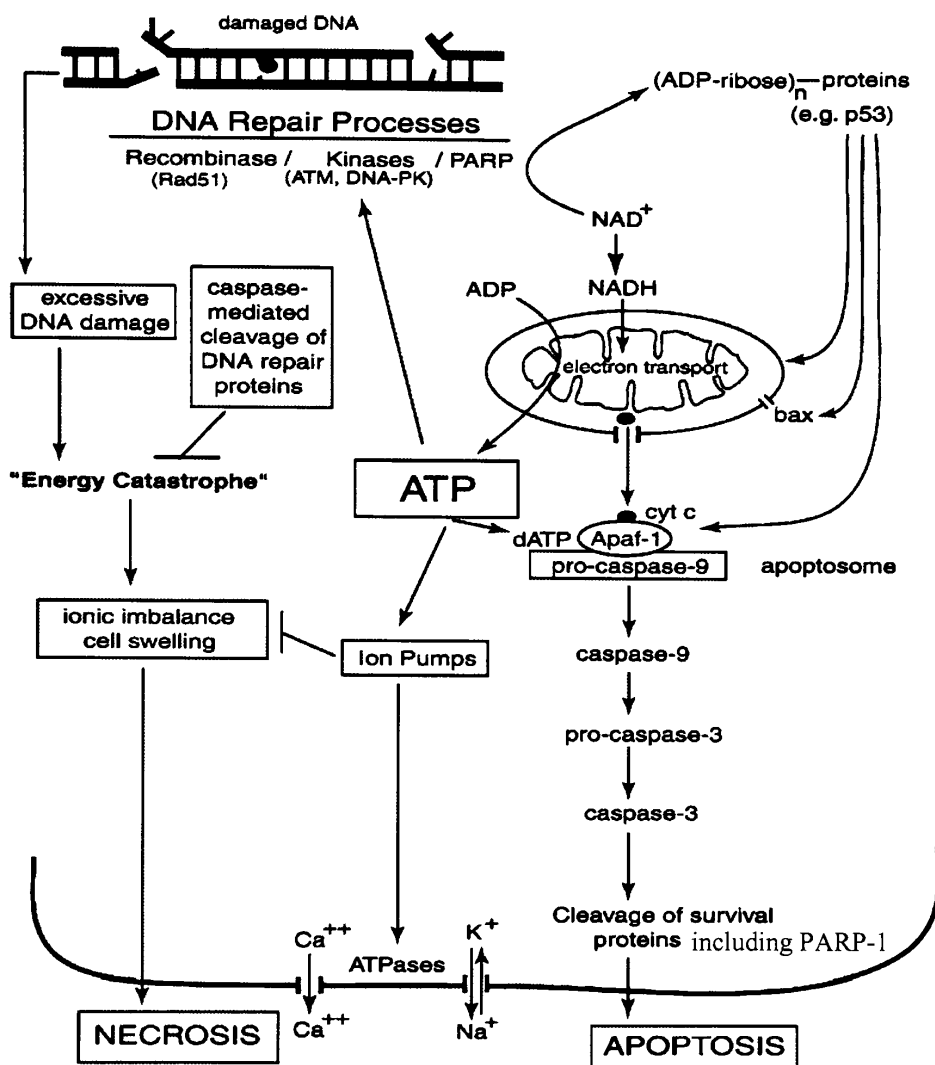 damaged DNA
DNA Repair Processes
Recombinase / Kinases / PARP
(Rad51) (ATM, DNA-PK)
(ADP-ribose)n proteins
(e.g. p53)
NAD+
NADH
ADP
electron transport
bax
excessive
DNA damage
caspase-
mediated
cleavage of
DNA repair
proteins
"Energy Catastrophe"
ATP
cyt c
dATP
Apaf-1
pro-caspase-9
apoptosome
ionic imbalance
cell swelling
Ion Pumps
caspase-9
pro-caspase-3
caspase-3
Cleavage of survival
proteins including PARP-1
Ca++
ATPases
K+
Ca++
Na+
NECROSIS
APOPTOSIS